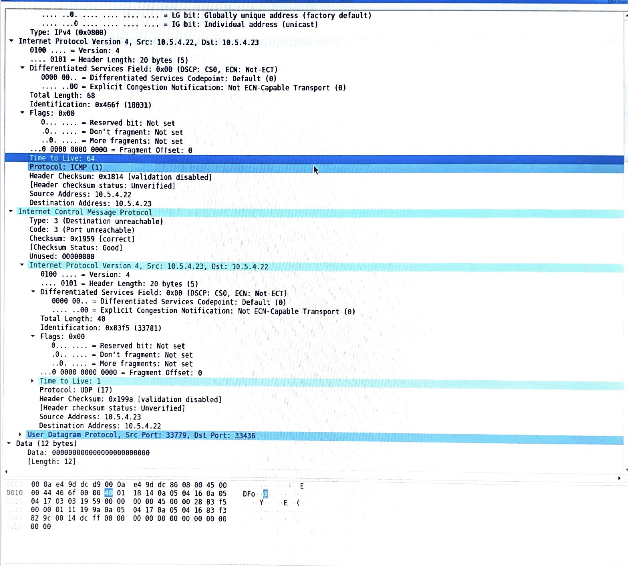 .... ..0. .... .... .... .... = LG bit: Globally unique address (factory default)
.... ...0 .... .... .... .... = IG bit: Individual address (unicast)
Type: IPv4 (0x0800)
Internet Protocol Version 4, Src: 10.5.4.22, Dst: 10.5.4.23
0100 .... = Version: 4
.... 0101 = Header Length: 20 bytes (5)
Differentiated Services Field: 0x00 (DSCP: CS0, ECN: Not-ECT)
0000 00.. = Differentiated Services Codepoint: Default (0)
.... ..00 = Explicit Congestion Notification: Not ECN-Capable Transport (0)
Total Length: 68
Identification: 0x466f (18031)
Flags: 0x00
0... .... = Reserved bit: Not set
.0.. .... = Don't fragment: Not set
..0. .... = More fragments: Not set
...0 0000 0000 0000 = Fragment Offset: 0
Time to Live: 64
Protocol: ICMP (1)
Header Checksum: 0x1814 [validation disabled]
[Header checksum status: Unverified]
Source Address: 10.5.4.22
Destination Address: 10.5.4.23
Internet Control Message Protocol
Type: 3 (Destination unreachable)
Code: 3 (Port unreachable)
Checksum: 0x1959 [correct]
[Checksum Status: Good]
Unused: 00000000
Internet Protocol Version 4, Src: 10.5.4.23, Dst: 10.5.4.22
0100 .... = Version: 4
.... 0101 = Header Length: 20 bytes (5)
Differentiated Services Field: 0x00 (DSCP: CS0, ECN: Not-ECT)
0000 00.. = Differentiated Services Codepoint: Default (0)
.... ..00 = Explicit Congestion Notification: Not ECN-Capable Transport (0)
Total Length: 40
Identification: 0x83f5 (33781)
Flags: 0x00
0... .... = Reserved bit: Not set
.0.. .... = Don't fragment: Not set
..0. .... = More fragments: Not set
...0 0000 0000 0000 = Fragment Offset: 0
Time to Live: 1
Protocol: UDP (17)
Header Checksum: 0x199a [validation disabled]
[Header checksum status: Unverified]
Source Address: 10.5.4.23
Destination Address: 10.5.4.22
User Datagram Protocol, Src Port: 33779, Dst Port: 33436
Data (12 bytes)
Data: 000000000000000000000000
[Length: 12]
00 0a e4 9d dc d9 00 0a e4 9d dc 86 08 00 45 00 E
0010 00 44 46 6f 00 00 40 01 18 14 0a 05 04 16 0a 05 DFo @
04 17 03 03 19 59 00 00 00 00 45 00 00 28 83 f5 Y E (
00 00 01 11 19 9a 0a 05 04 17 0a 05 04 16 83 f3
82 9c 00 14 dc ff 00 00 00 00 00 00 00 00 00 00
00 00